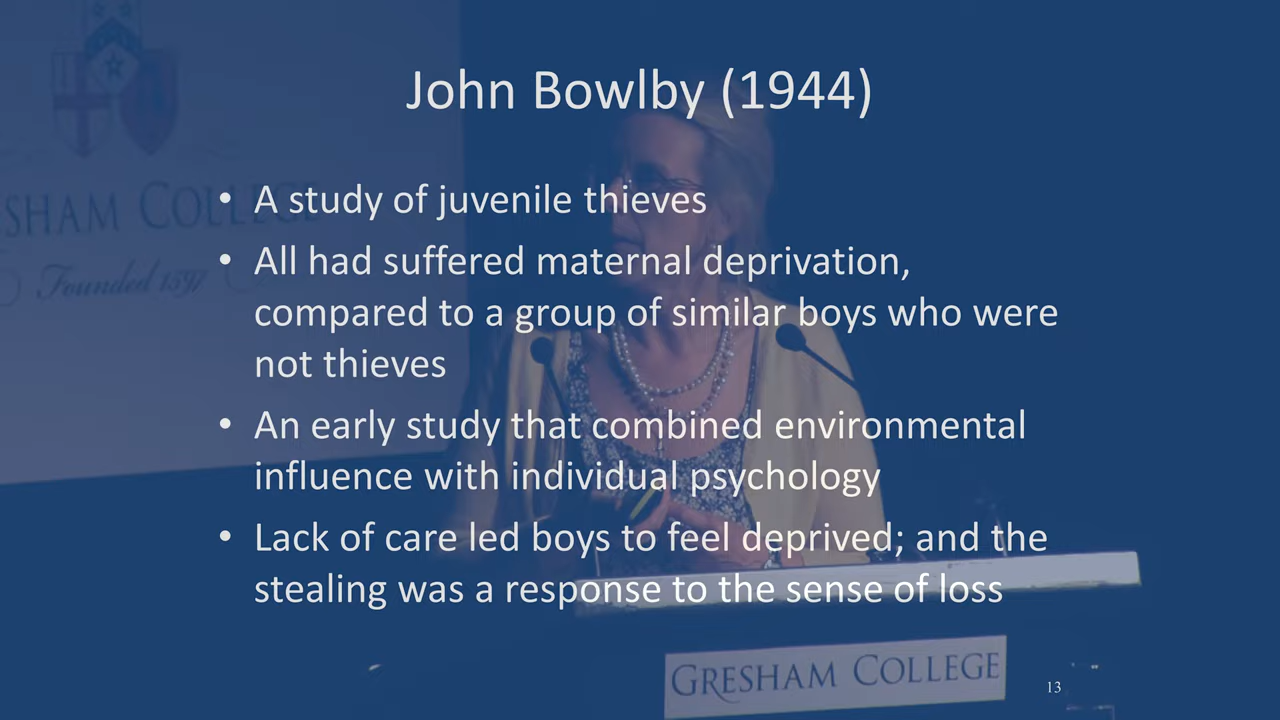 John Bowlby (1944)
• A study of juvenile thieves
• All had suffered maternal deprivation,
compared to a group of similar boys who were
not thieves
• An early study that combined environmental
influence with individual psychology
• Lack of care led boys to feel deprived; and the
stealing was a response to the sense of loss
SHAM COLLEGE
Founded 1597
GRESHAM COLLEGE
13